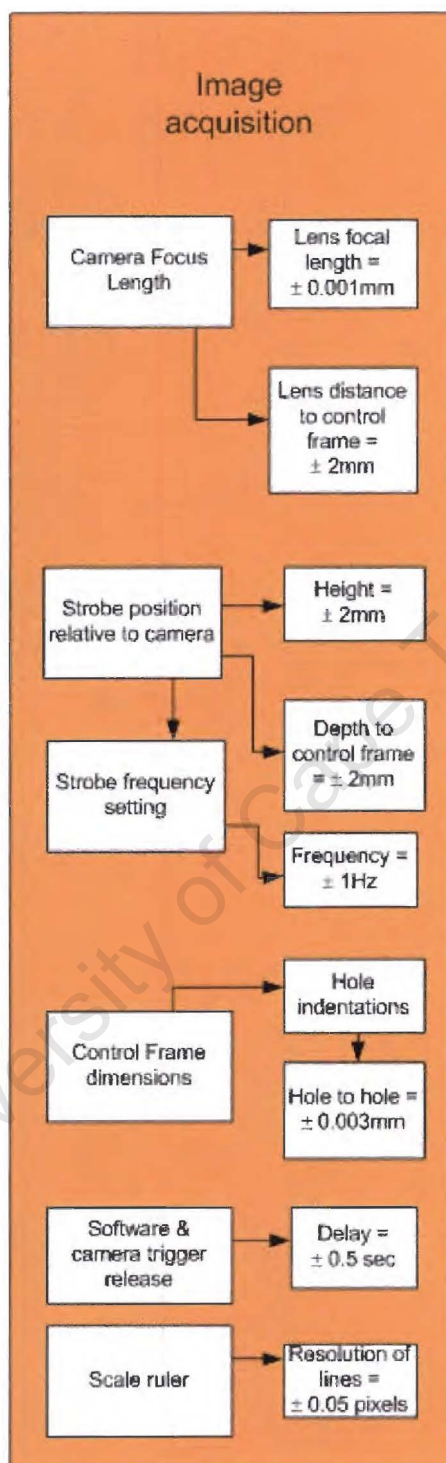 Image
acquisition
Camera Focus
Length
Lens focal
length =
± 0.001mm
Lens distance
to control
frame =
± 2mm
Strobe position
relative to camera
Height =
± 2mm
Depth to
control frame
= ± 2mm
Strobe frequency
setting
Frequency =
± 1Hz
Hole
indentations
Control Frame
dimensions
Hole to hole =
± 0.003mm
Software &
camera trigger
release
Delay =
± 0.5 sec
Scale ruler
Resolution of
lines =
± 0.05 pixels